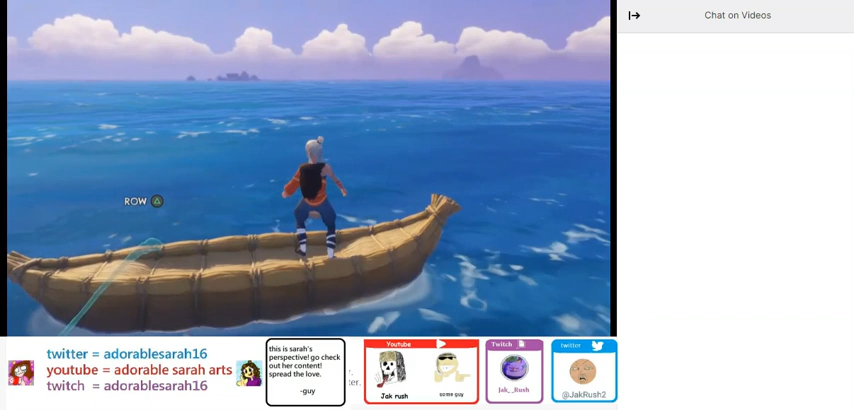 Chat on Videos
ROW
twitter = adorablesarah16
youtube = adorable sarah arts
twitch = adorablesarah16
this is sarah's
perspective! go check
out her content!
spread the love.
-guy
Youtube
Jak rush
some guy
Twitch
Jak__Rush
twitter
@JakRush2